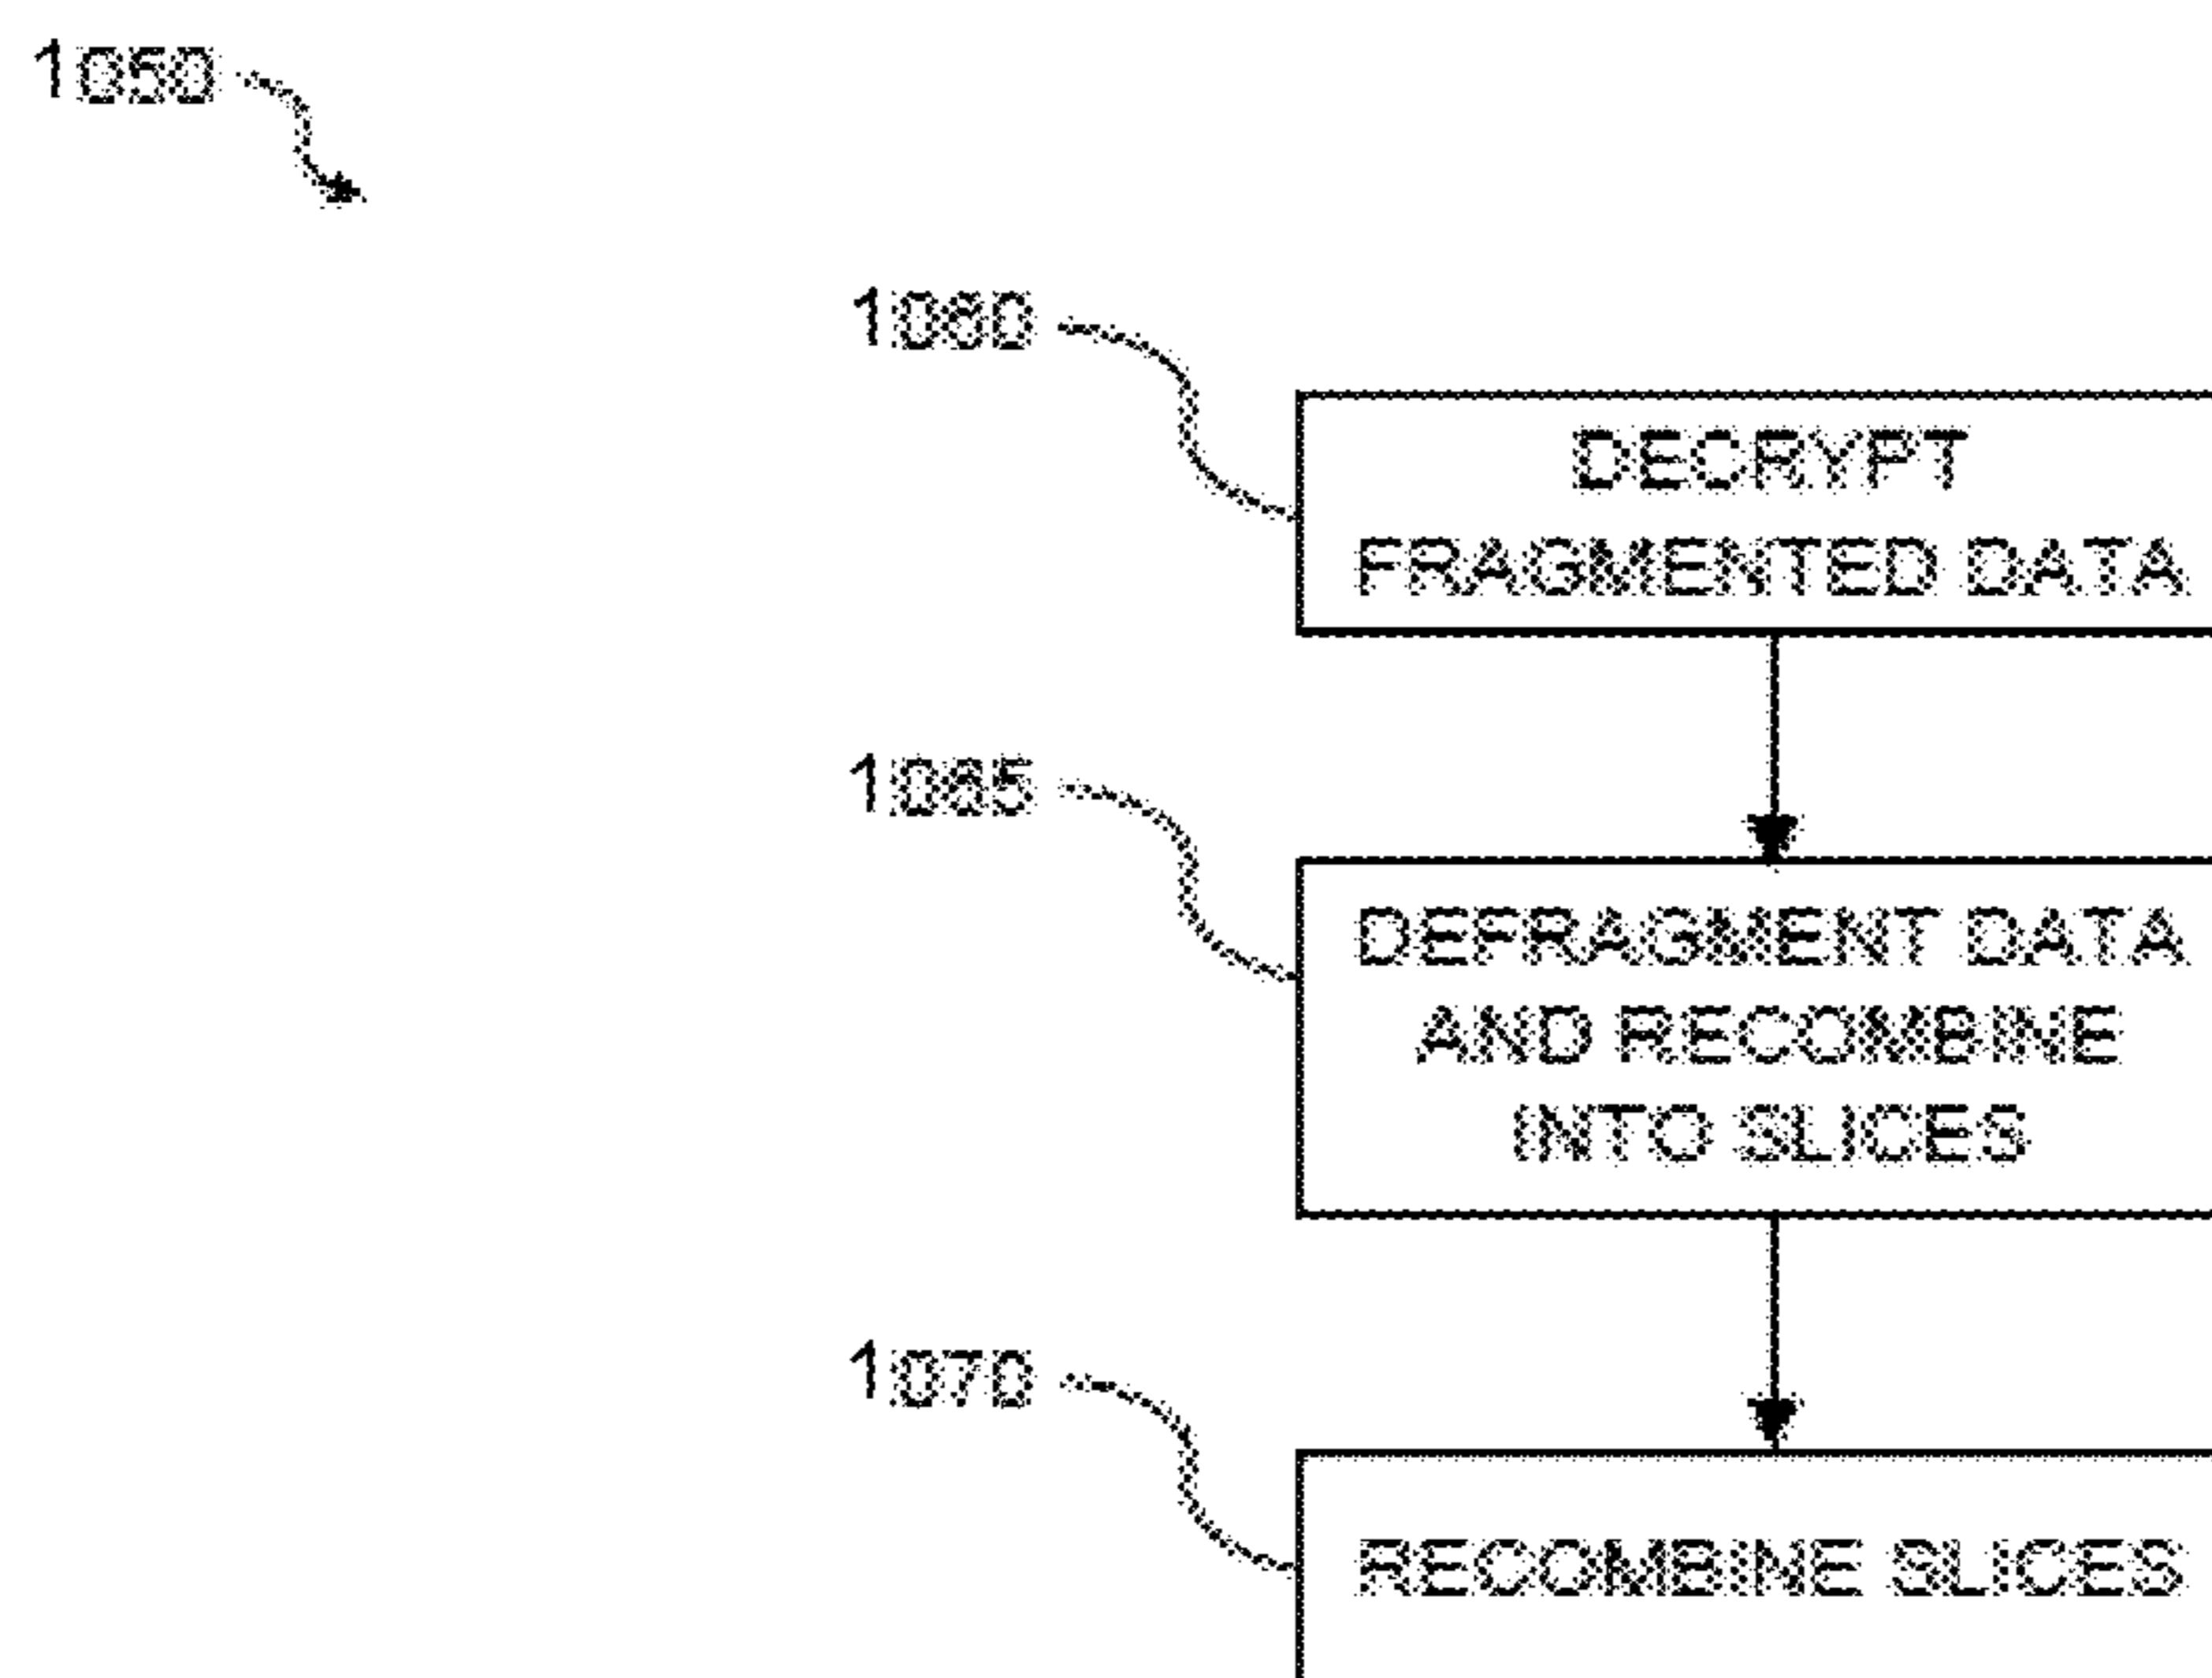 1050
1060
DECRYPT
FRAGMENTED DATA
1065
DEFRAGMENT DATA
AND RECOMBINE
INTO SLICES
1070
RECOMBINE SLICES